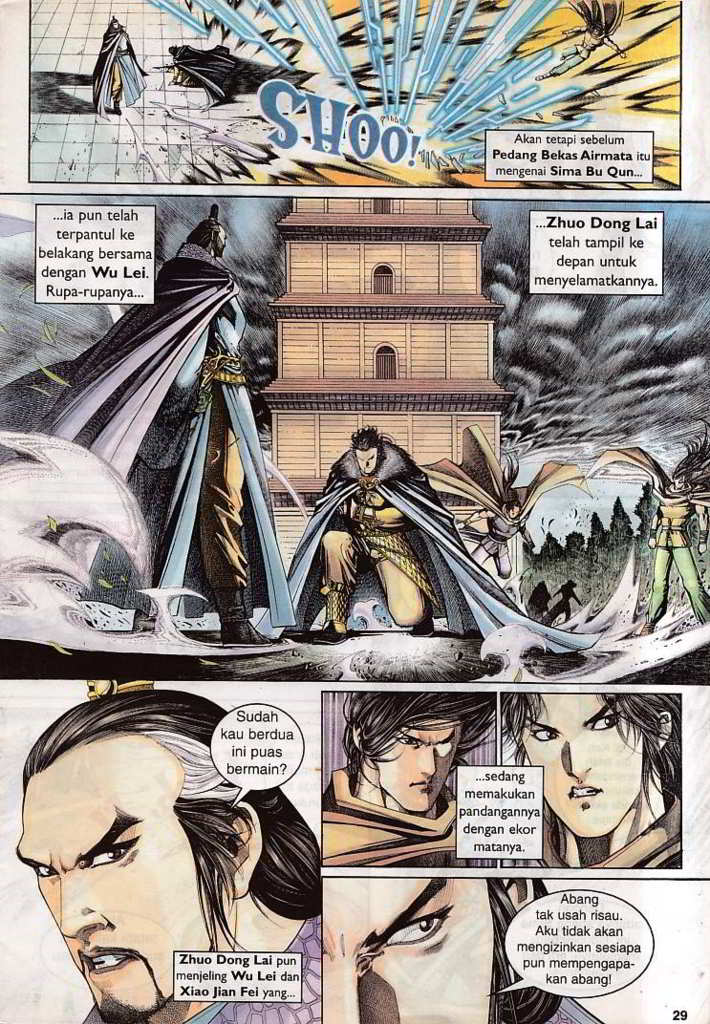 SHOO!
Akan tetapi sebelum
Pedang Bekas Airmata itu
mengenai Sima Bu Qun...
...ia pun telah
terpantul ke
belakang bersama
dengan Wu Lei.
Rupa-rupanya...
...Zhuo Dong Lai
telah tampil ke
depan untuk
menyelamatkannya.
Sudah
kau berdua
ini puas
bermain?
Zhuo Dong Lai pun
menjeling Wu Lei dan
Xiao Jian Fei yang...
...sedang
memakukan
pandangannya
dengan ekor
matanya.
Abang
tak usah risau.
Aku tidak akan
mengizinkan sesiapa
pun mempengapa-
kan abang!
29